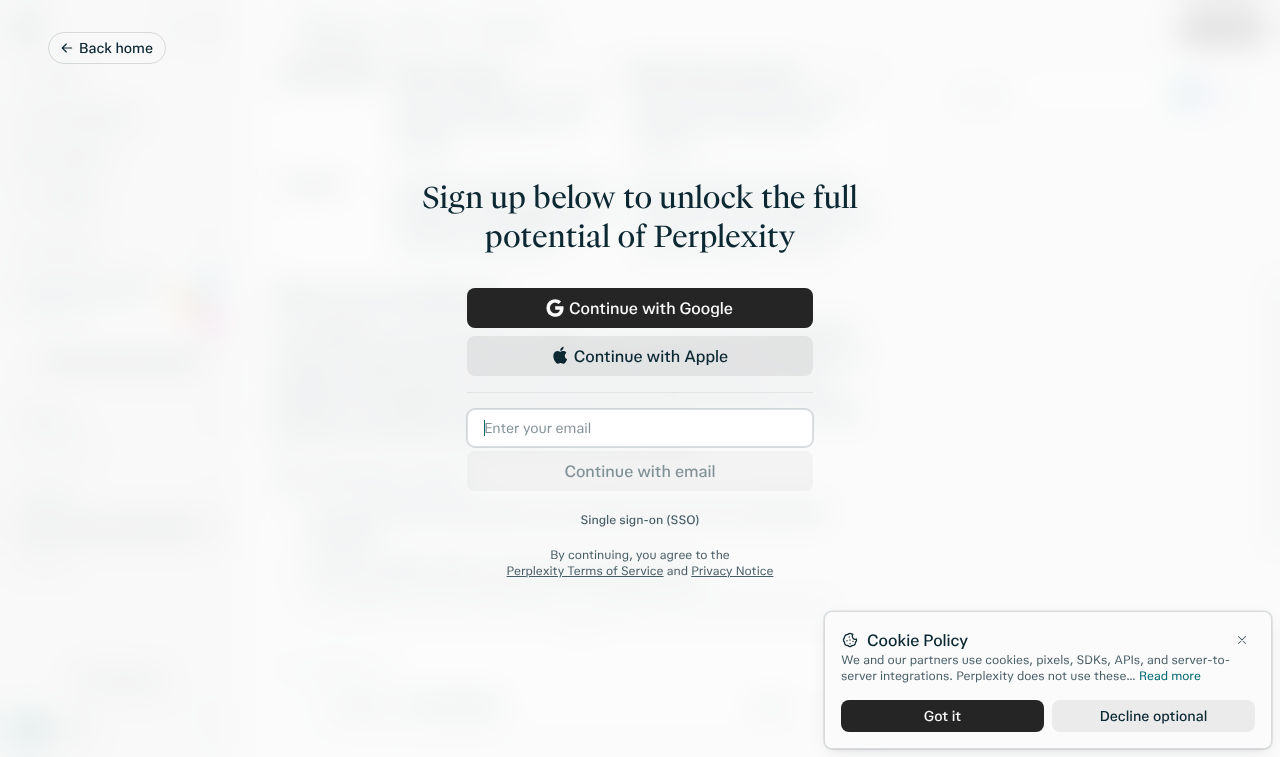 Back home
Sign up below to unlock the full
potential of Perplexity
Continue with Google
Continue with Apple
Enter your email
Continue with email
Single sign-on (SSO)
By continuing, you agree to the
Perplexity Terms of Service and Privacy Notice
Cookie Policy
We and our partners use cookies, pixels, SDKs, APIs, and server-to-
server integrations. Perplexity does not use these... Read more
Got it
Decline optional